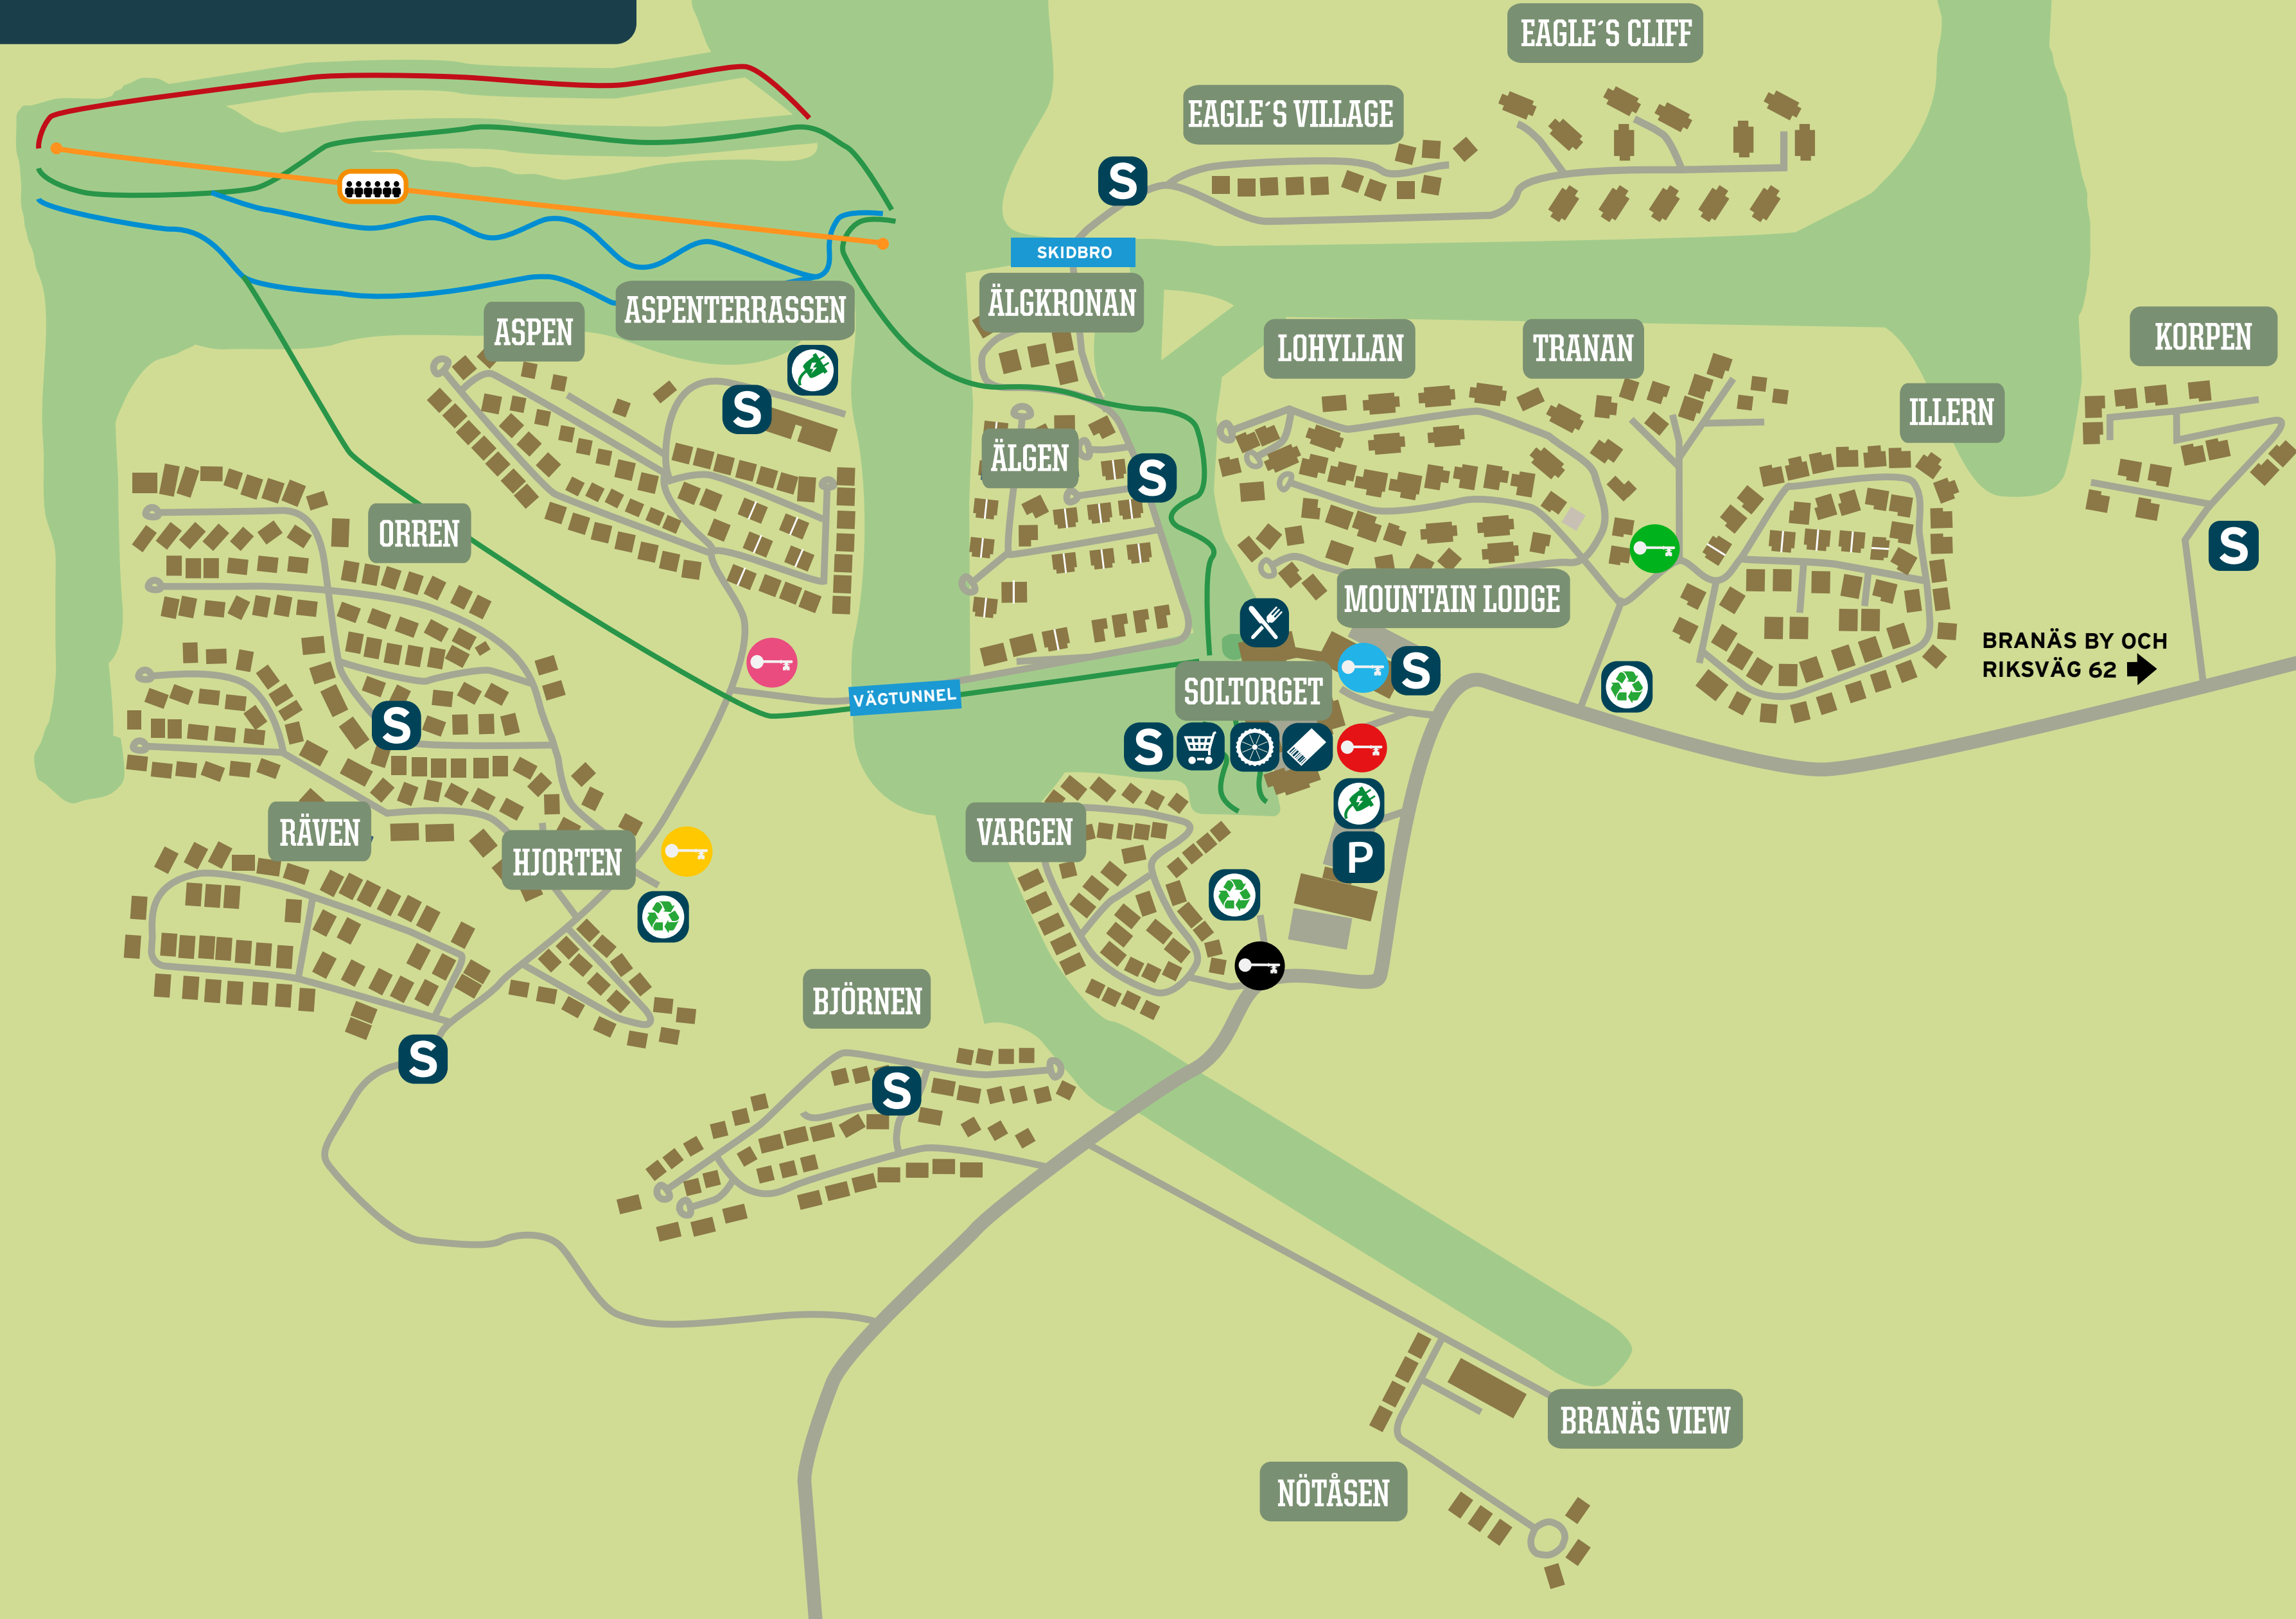 EAGLE´S CLIFF
EAGLE´S VILLAGE
S
SKIDBRO
ÄLGKRONAN
ASPENTERRASSEN
ASPEN
LOHYLLAN
TRANAN
KORPEN
ILLERN
S
ÄLGEN
S
ORREN
S
MOUNTAIN LODGE
BRANÄS BY OCH
RIKSVÄG 62
S
SOLTORGET
VÄGTUNNEL
S
S
RÄVEN
VARGEN
HJORTEN
P
BJÖRNEN
S
S
BRANÄS VIEW
NÖTÅSEN